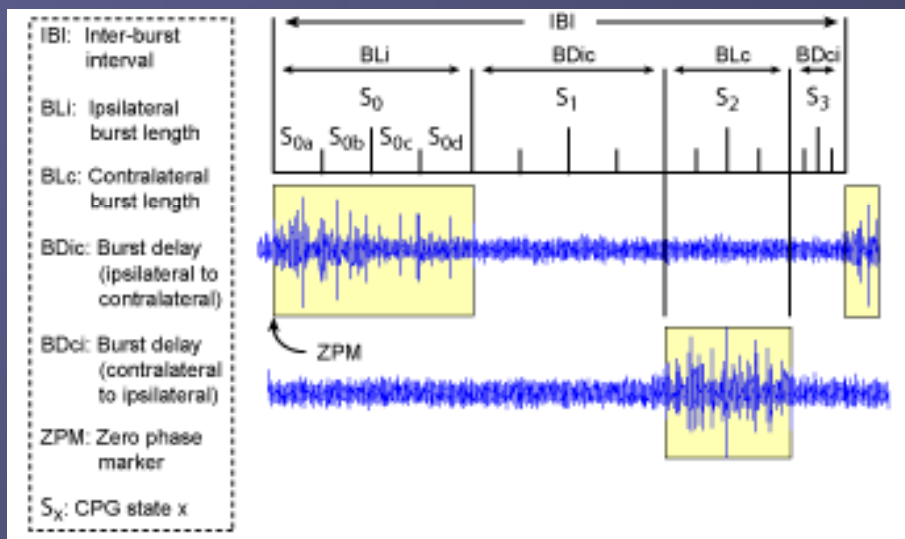 IBI: Inter-burst
interval
BLi: Ipsilateral
burst length
BLc: Contralateral
burst length
BDic: Burst delay
(ipsilateral to
contralateral)
BDci: Burst delay
(contralateral
to ipsilateral)
ZPM: Zero phase
marker
Sx: CPG state x
IBI
BLi BDic BLc BDci
S0 S1 S2 S3
S0a S0b S0c S0d
ZPM